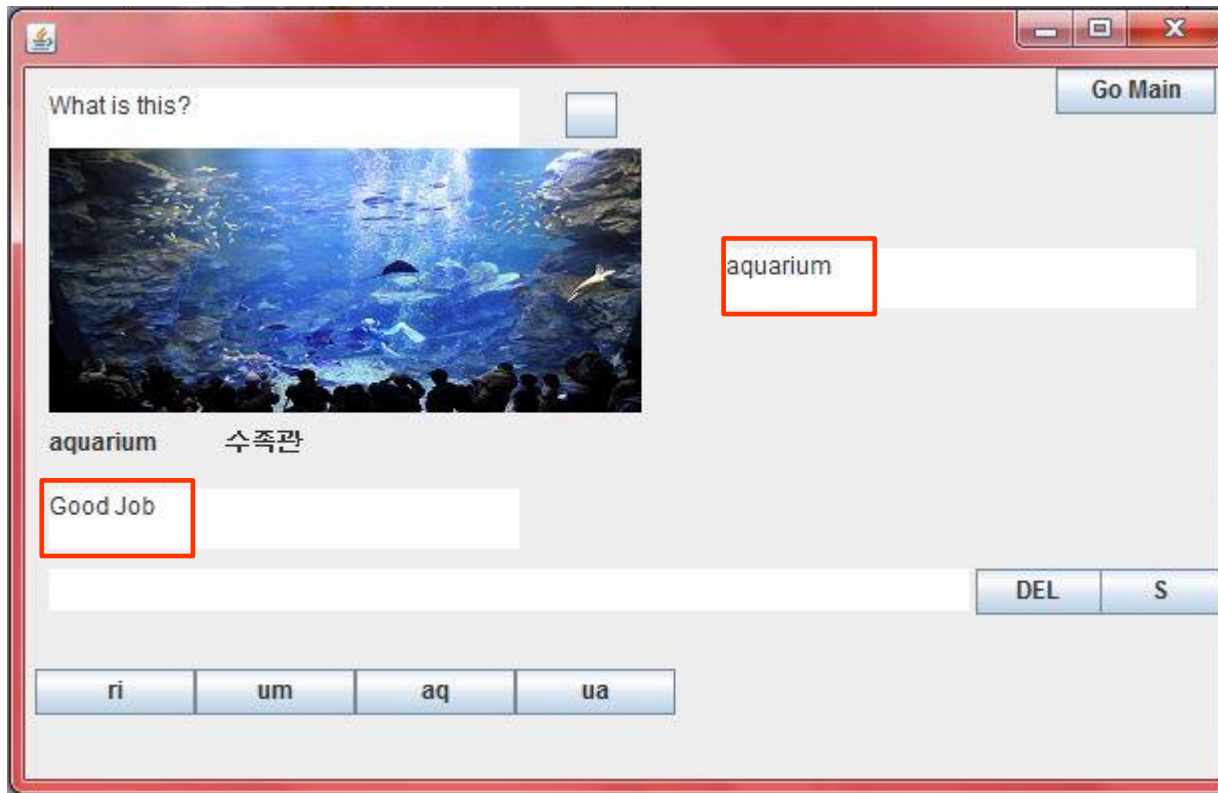 Go Main
What is this?
aquarium
aquarium 수족관
Good Job
DEL S
ri um aq ua